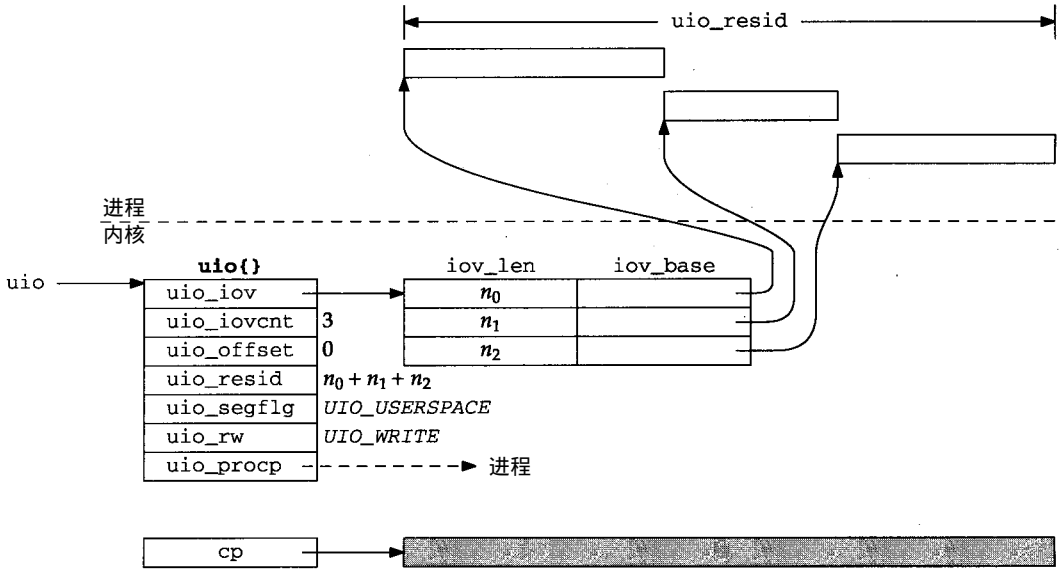 uio_resid
进程
内核
uio{}
iov_len iov_base
uio
uio_iov n₀
uio_iovcnt 3 n₁
uio_offset 0 n₂
uio_resid n₀ + n₁ + n₂
uio_segflg UIO_USERSPACE
uio_rw UIO_WRITE
uio_procp 进程
cp